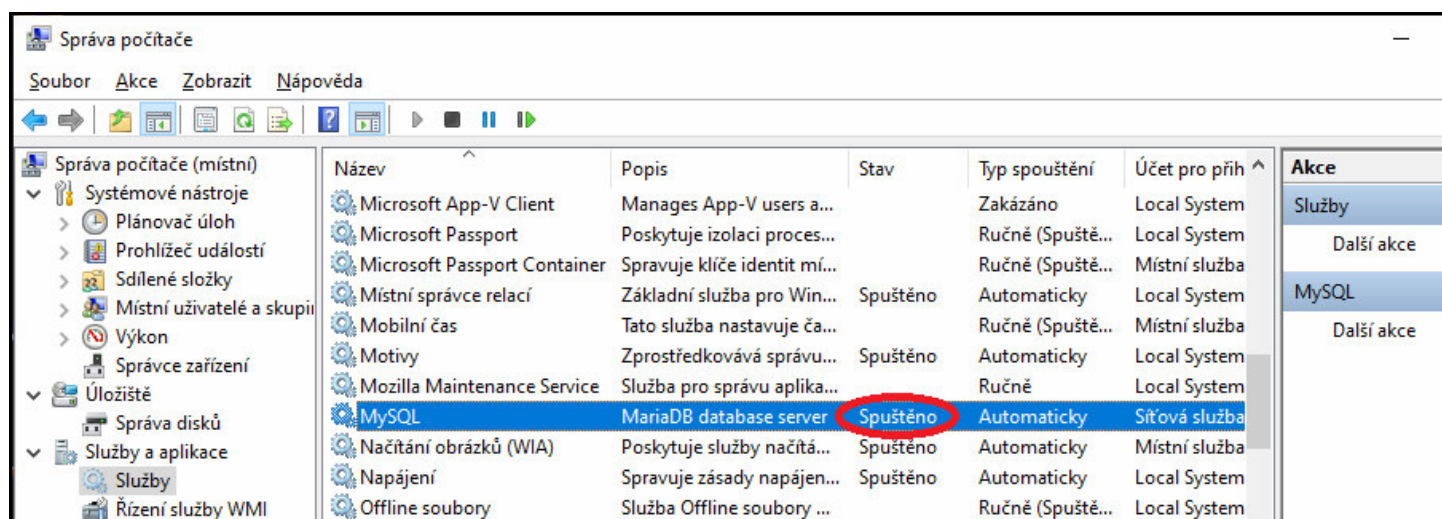 Správa počítače
Soubor Akce Zobrazit Nápověda
Správa počítače (místní)
Systémové nástroje
Plánovač úloh
Prohlížeč událostí
Sdílené složky
Místní uživatelé a skupin
Výkon
Správce zařízení
Úložiště
Správa disků
Služby a aplikace
Služby
Řízení služby WMI
Název Popis Stav Typ spouštění Účet pro přih
Microsoft App-V Client Manages App-V users a... Zakázáno Local System
Microsoft Passport Poskytuje izolaci proces... Ručně (Spuště... Local System
Microsoft Passport Container Spravuje klíče identit mí... Ručně (Spuště... Místní služba
Místní správce relací Základní služba pro Win... Spuštěno Automaticky Local System
Mobilní čas Tato služba nastavuje ča... Ručně (Spuště... Místní služba
Motivy Zprostředkovává správu... Spuštěno Automaticky Local System
Mozilla Maintenance Service Služba pro správu aplika... Ručně Local System
MySQL MariaDB database server Spuštěno Automaticky Síťová služba
Načítání obrázků (WIA) Poskytuje služby načítá... Spuštěno Automaticky Místní služba
Napájení Spravuje zásady napájen... Spuštěno Automaticky Local System
Offline soubory Služba Offline soubory ... Ručně (Spuště... Local System
Akce
Služby
Další akce
MySQL
Další akce